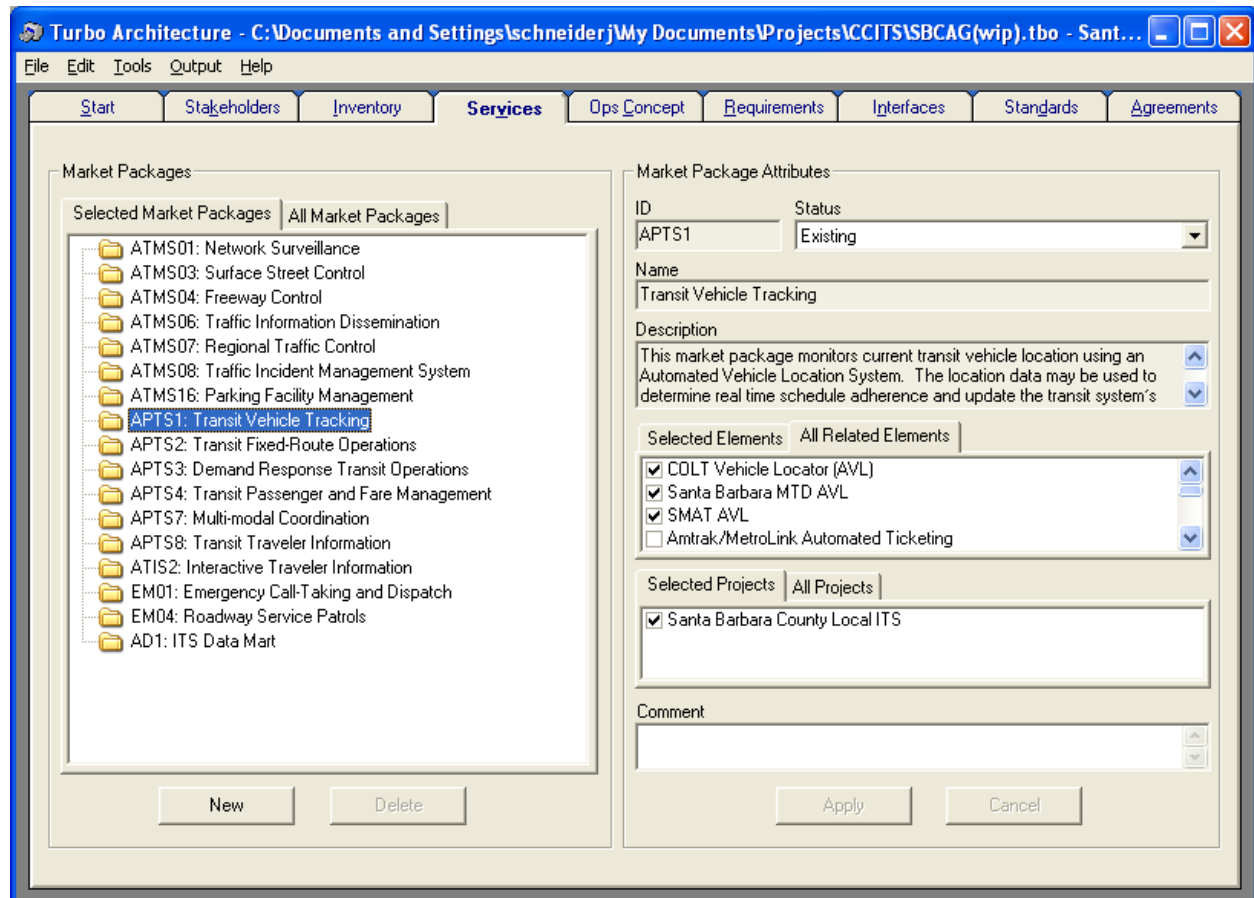 Turbo Architecture - C:\Documents and Settings\schneiderj\My Documents\Projects\CCITS\SBCAG(wip).tbo - Sant...
File Edit Tools Output Help
Start Stakeholders Inventory Services Ops Concept Requirements Interfaces Standards Agreements
Market Packages
Selected Market Packages All Market Packages
ATMS01: Network Surveillance
ATMS03: Surface Street Control
ATMS04: Freeway Control
ATMS06: Traffic Information Dissemination
ATMS07: Regional Traffic Control
ATMS08: Traffic Incident Management System
ATMS16: Parking Facility Management
APTS1: Transit Vehicle Tracking
APTS2: Transit Fixed-Route Operations
APTS3: Demand Response Transit Operations
APTS4: Transit Passenger and Fare Management
APTS7: Multi-modal Coordination
APTS8: Transit Traveler Information
ATIS2: Interactive Traveler Information
EM01: Emergency Call-Taking and Dispatch
EM04: Roadway Service Patrols
AD1: ITS Data Mart
New Delete
Market Package Attributes
ID Status
APTS1 Existing
Name
Transit Vehicle Tracking
Description
This market package monitors current transit vehicle location using an
Automated Vehicle Location System. The location data may be used to
determine real time schedule adherence and update the transit system's
Selected Elements All Related Elements
COLT Vehicle Locator (AVL)
Santa Barbara MTD AVL
SMAT AVL
Amtrak/MetroLink Automated Ticketing
Selected Projects All Projects
Santa Barbara County Local ITS
Comment
Apply Cancel